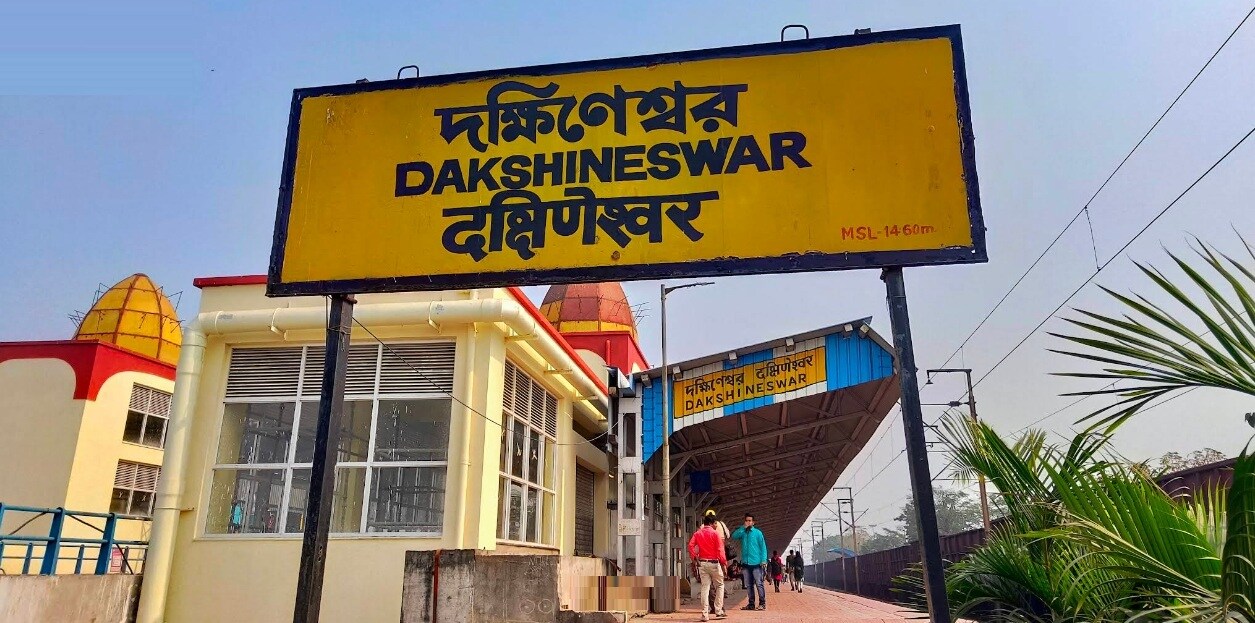 দক্ষিণেশ্বর
DAKSHINESWAR
दक्षिणेश्वर
MSL-14·60m.
দক্ষিণেশ্বর दक्षिणेश्वर
DAKSHINESWAR